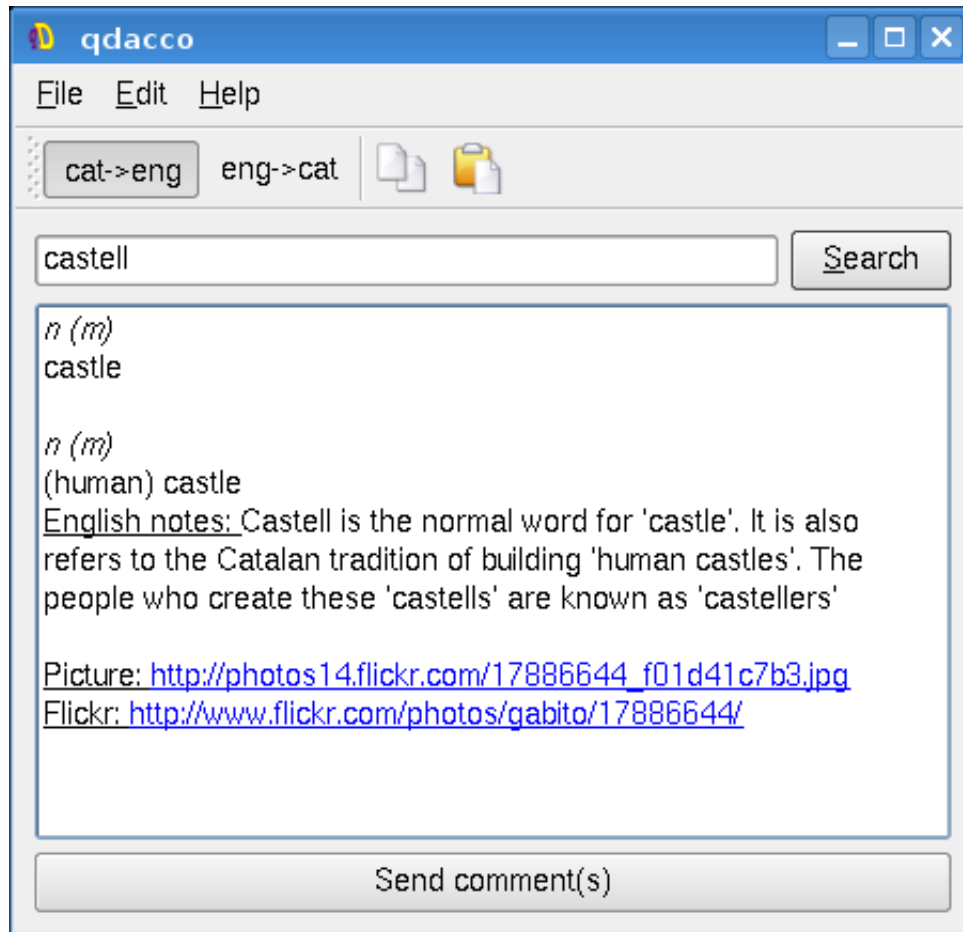 qdacco
File Edit Help
cat->eng eng->cat
castell Search
n (m)
castle
n (m)
(human) castle
English notes: Castell is the normal word for 'castle'. It is also
refers to the Catalan tradition of building 'human castles'. The
people who create these 'castells' are known as 'castellers'
Picture: http://photos14.flickr.com/17886644_f01d41c7b3.jpg
Flickr: http://www.flickr.com/photos/gabito/17886644/
Send comment(s)